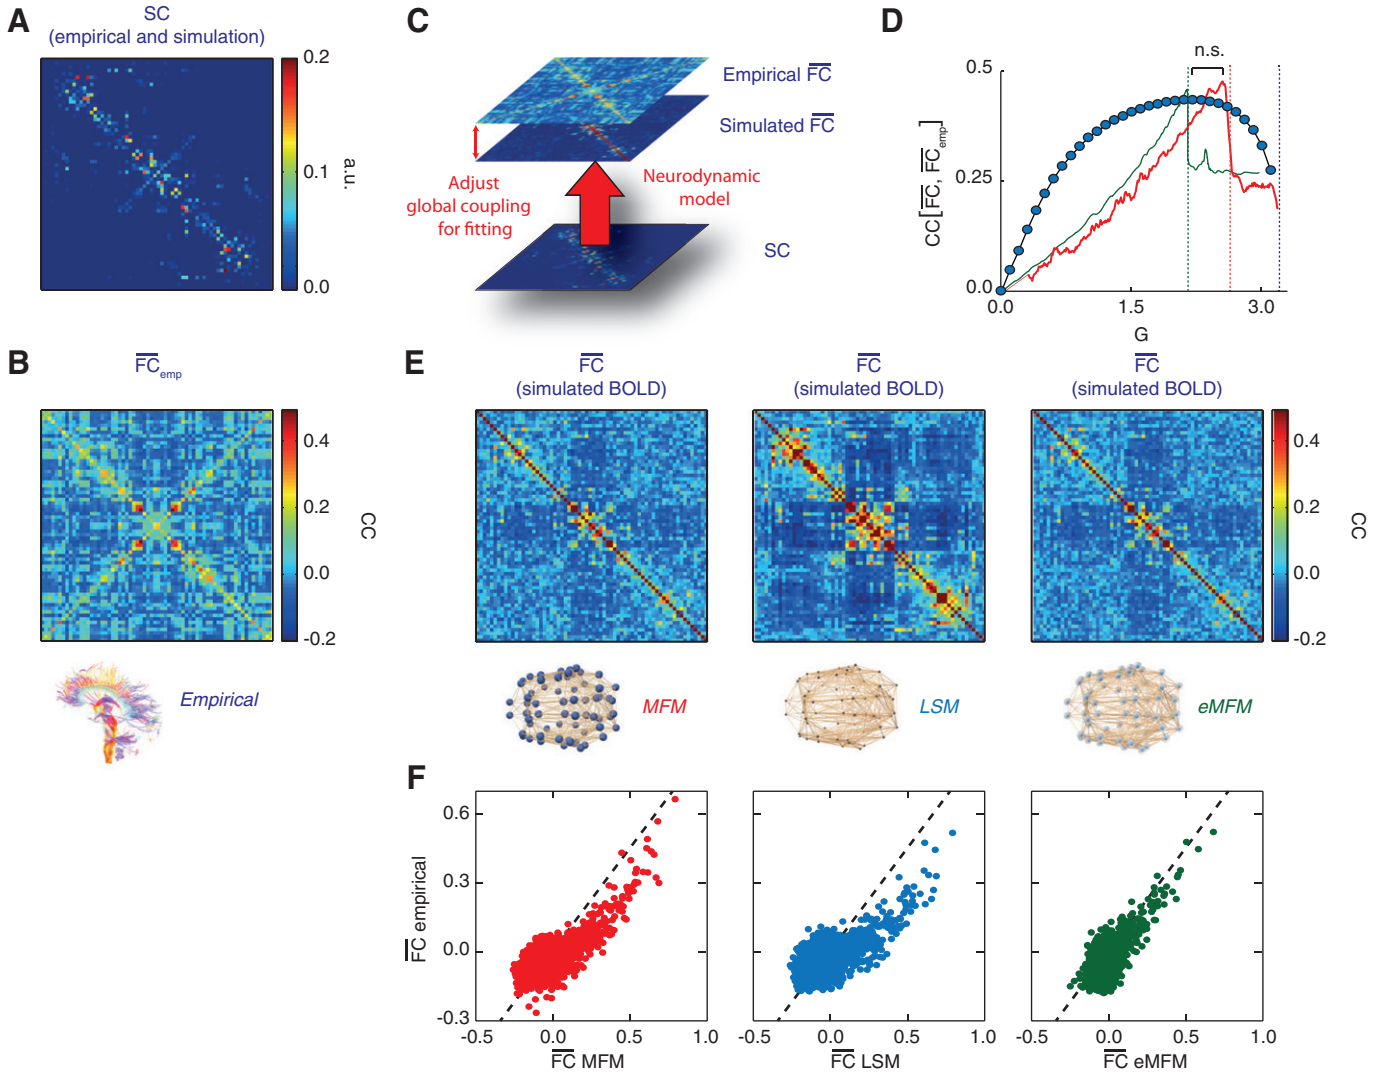 A
SC
(empirical and simulation)
0.2
0.1
0.0
a.u.
B
FC emp
0.4
0.2
0.0
-0.2
CC
Empirical
C
Empirical FC
Simulated FC
Adjust
global coupling
for fitting
Neurodynamic
model
SC
D
n.s.
0.5
0.25
0.0
CC[FC, FC emp]
0.0
1.5
3.0
G
E
FC
(simulated BOLD)
FC
(simulated BOLD)
FC
(simulated BOLD)
0.4
0.2
0.0
-0.2
CC
MFM
LSM
eMFM
F
0.6
0.3
0.0
-0.3
FC empirical
-0.5
0.0
0.5
1.0
FC MFM
-0.5
0.0
0.5
1.0
FC LSM
-0.5
0.0
0.5
1.0
FC eMFM